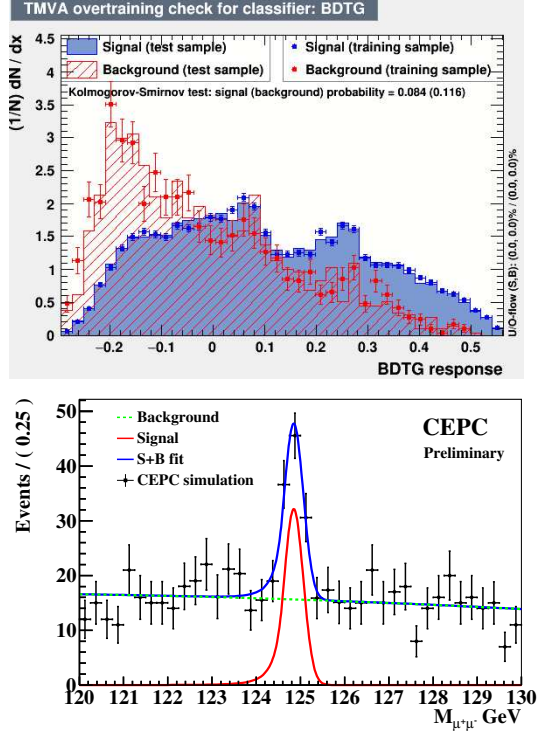 TMVA overtraining check for classifier: BDTG
(1/N) dN / dx
4.5
4
3.5
3
2.5
2
1.5
1
0.5
0
Signal (test sample)
Background (test sample)
Signal (training sample)
Background (training sample)
Kolmogorov-Smirnov test: signal (background) probability = 0.084 (0.116)
U/O-flow (S,B): (0.0, 0.0)% / (0.0, 0.0)%
−0.2 −0.1 0 0.1 0.2 0.3 0.4 0.5
BDTG response
Events / ( 0.25 )
50
40
30
20
10
0
Background
Signal
S+B fit
CEPC simulation
CEPC
Preliminary
120 121 122 123 124 125 126 127 128 129 130
M μ+μ- GeV